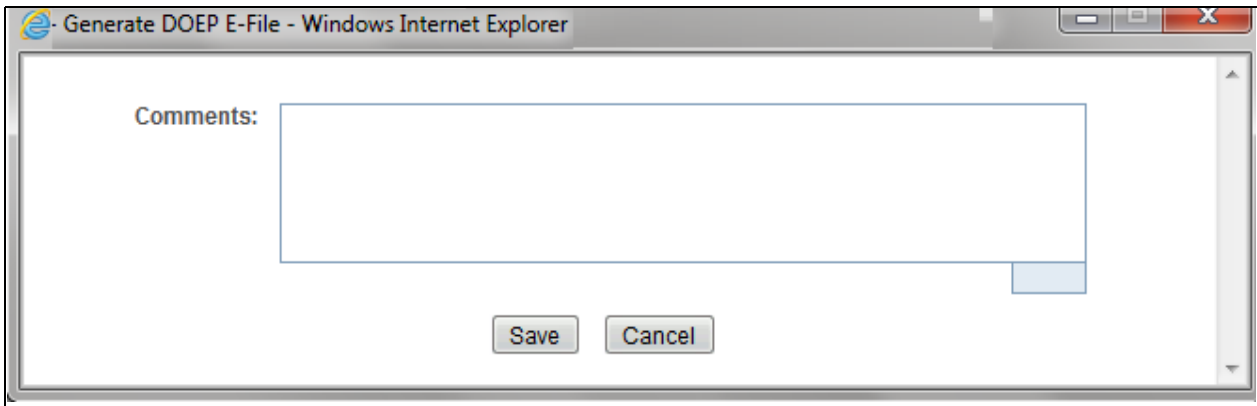 - Generate DOEP E-File - Windows Internet Explorer
Comments:
Save Cancel